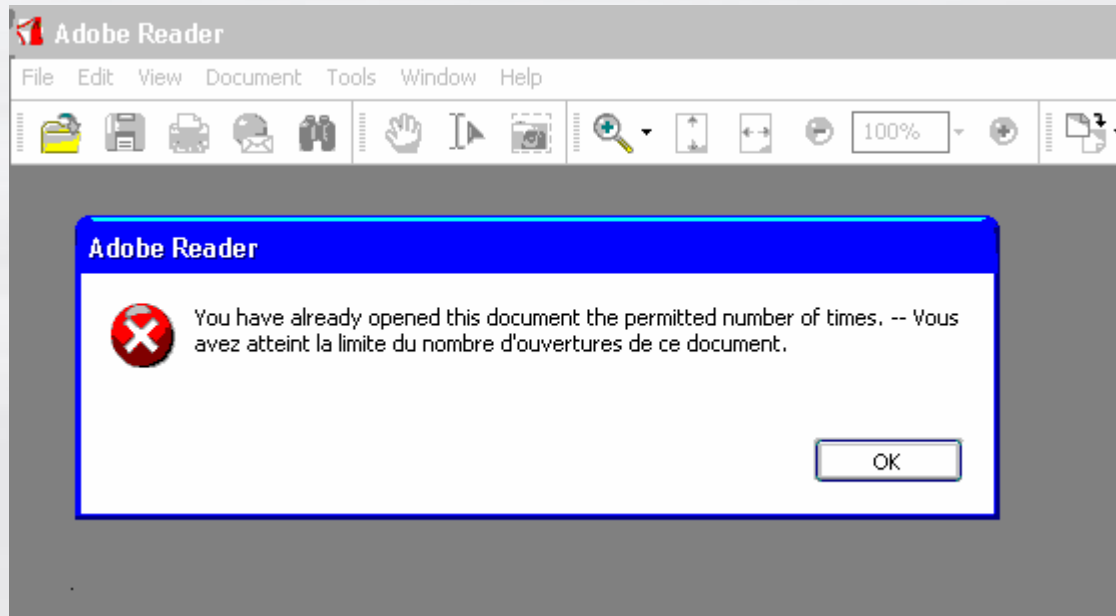 Adobe Reader
File Edit View Document Tools Window Help
100%
Adobe Reader
You have already opened this document the permitted number of times. -- Vous
avez atteint la limite du nombre d'ouvertures de ce document.
OK